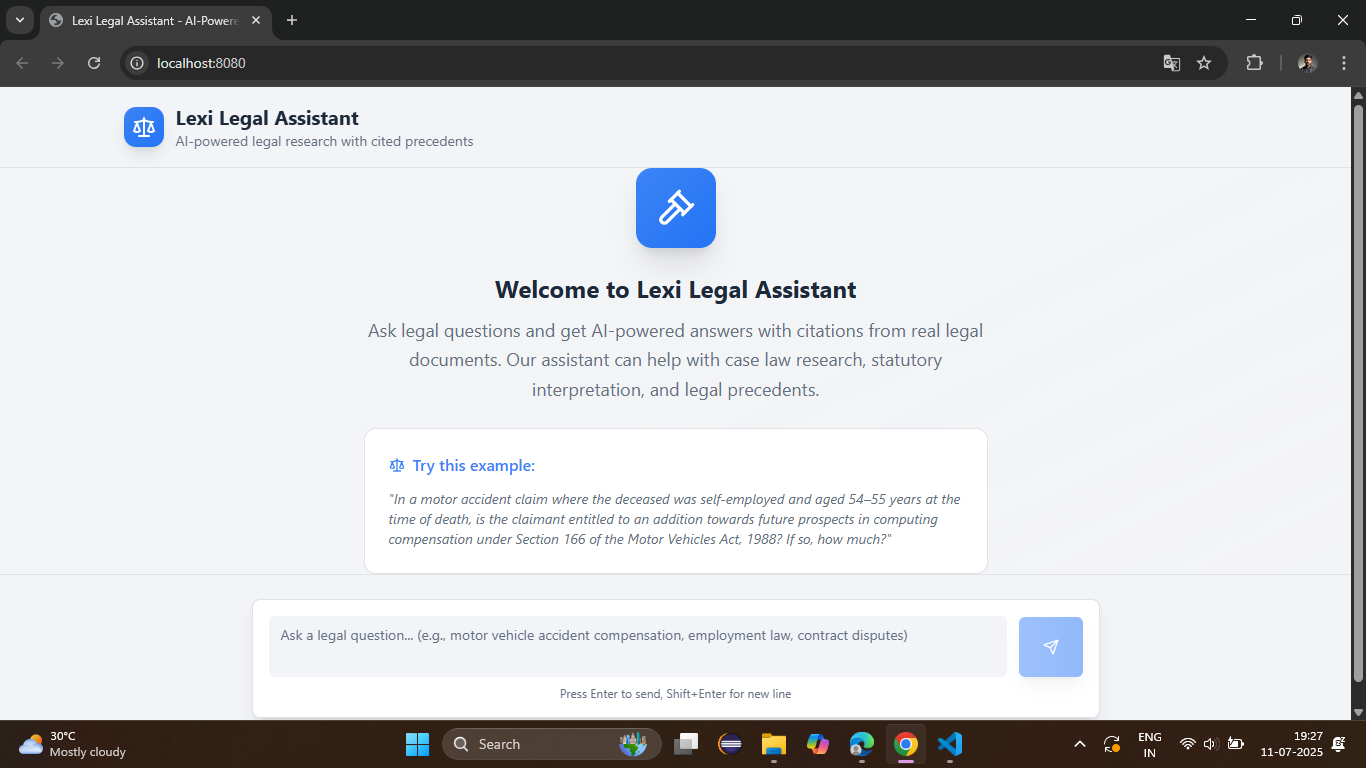 Lexi Legal Assistant - AI-Powere
localhost:8080
Lexi Legal Assistant
AI-powered legal research with cited precedents
Welcome to Lexi Legal Assistant
Ask legal questions and get AI-powered answers with citations from real legal
documents. Our assistant can help with case law research, statutory
interpretation, and legal precedents.
Try this example:
"In a motor accident claim where the deceased was self-employed and aged 54–55 years at the
time of death, is the claimant entitled to an addition towards future prospects in computing
compensation under Section 166 of the Motor Vehicles Act, 1988? If so, how much?"
Ask a legal question... (e.g., motor vehicle accident compensation, employment law, contract disputes)
Press Enter to send, Shift+Enter for new line
30°C
Mostly cloudy
Search
ENG
IN
19:27
11-07-2025